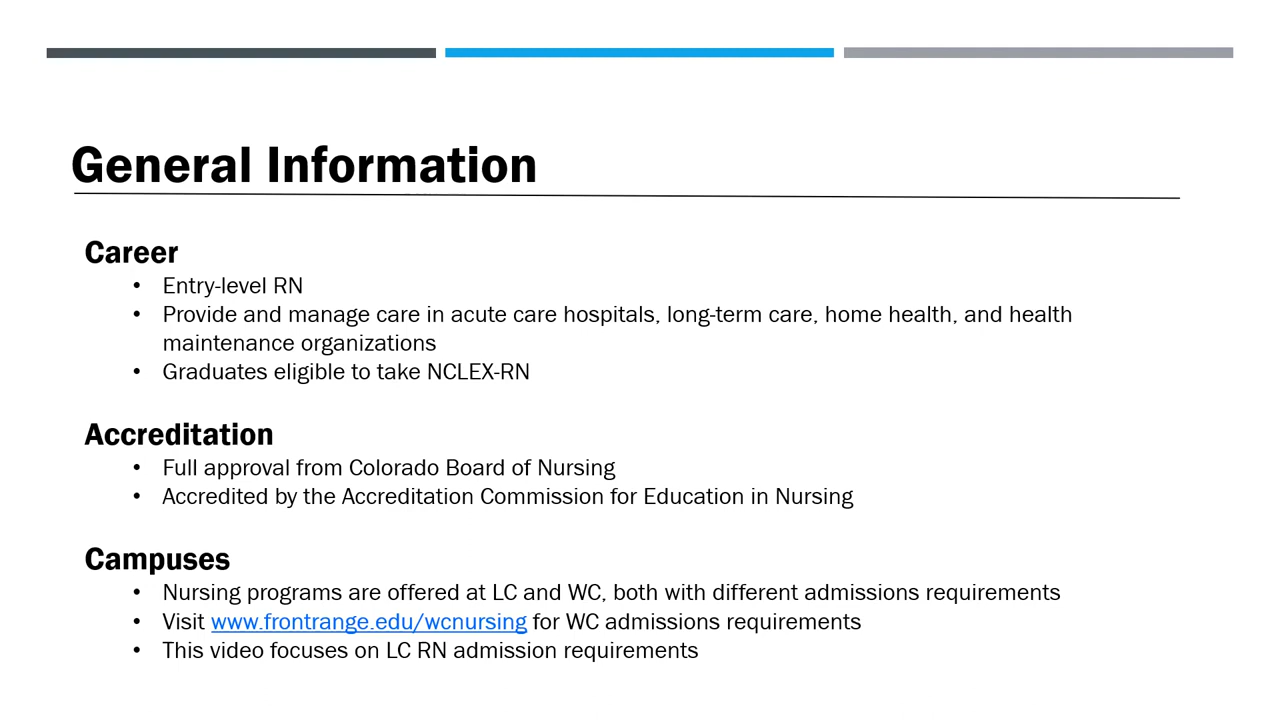 General Information
Career
• Entry-level RN
• Provide and manage care in acute care hospitals, long-term care, home health, and health
maintenance organizations
• Graduates eligible to take NCLEX-RN
Accreditation
• Full approval from Colorado Board of Nursing
• Accredited by the Accreditation Commission for Education in Nursing
Campuses
• Nursing programs are offered at LC and WC, both with different admissions requirements
• Visit www.frontrange.edu/wcnursing for WC admissions requirements
• This video focuses on LC RN admission requirements